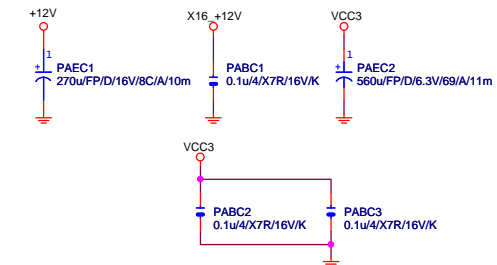 +12V
X16_+12V
VCC3
1
+
PAEC1
270u/FP/D/16V/8C/A/10m
PABC1
0.1u/4/X7R/16V/K
1
+
PAEC2
560u/FP/D/6.3V/69/A/11m
VCC3
PABC2
0.1u/4/X7R/16V/K
PABC3
0.1u/4/X7R/16V/K